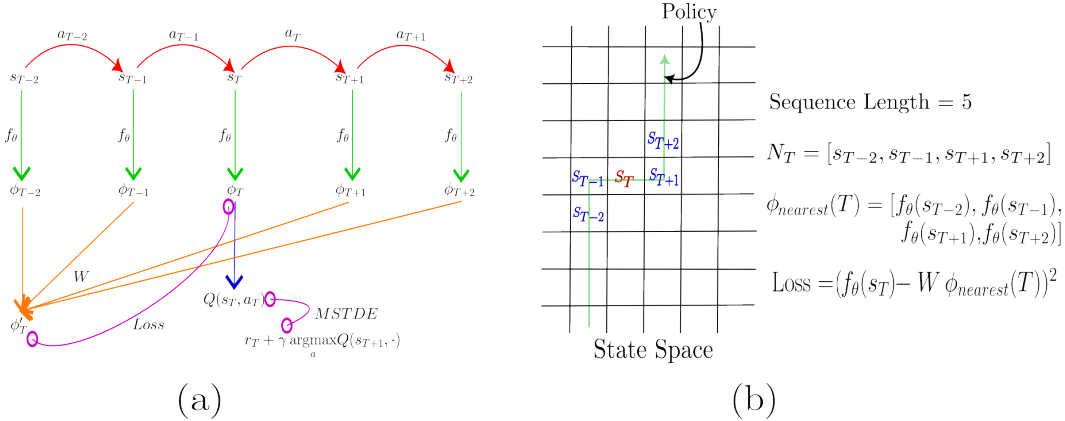 a_{T-2} a_{T-1} a_T a_{T+1}
s_{T-2} s_{T-1} s_T s_{T+1} s_{T+2}
f_θ f_θ f_θ f_θ f_θ
ϕ_{T-2} ϕ_{T-1} ϕ_T ϕ_{T+1} ϕ_{T+2}
W
Q(s_T, a_T)
ϕ'_T Loss MSTDE
r_T + γ argmax Q(s_{T+1}, ·)
a
(a)
Policy
S_{T+2}
S_{T-1} S_T S_{T+1}
S_{T-2}
State Space
Sequence Length = 5
N_T = [s_{T-2}, s_{T-1}, s_{T+1}, s_{T+2}]
ϕ_{nearest}(T) = [f_θ(s_{T-2}), f_θ(s_{T-1}),
f_θ(s_{T+1}),f_θ(s_{T+2})]
Loss =(f_θ(s_T)− W ϕ_{nearest}(T))^2
(b)